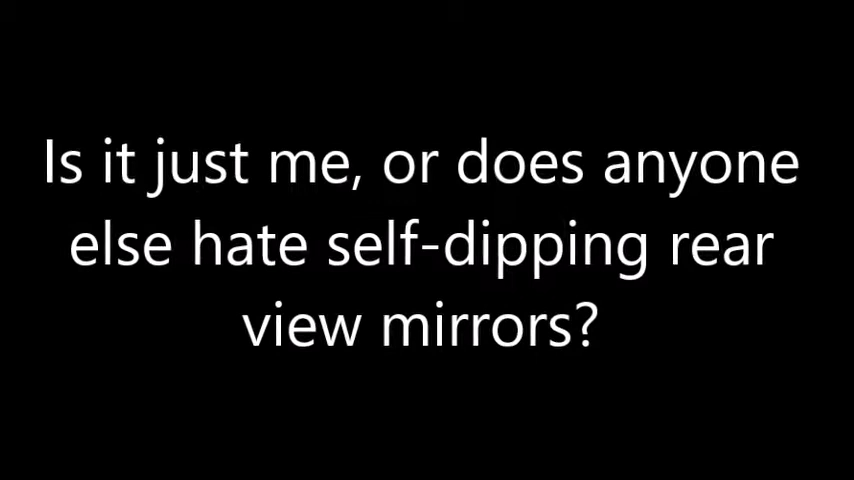 Is it just me, or does anyone
else hate self-dipping rear
view mirrors?